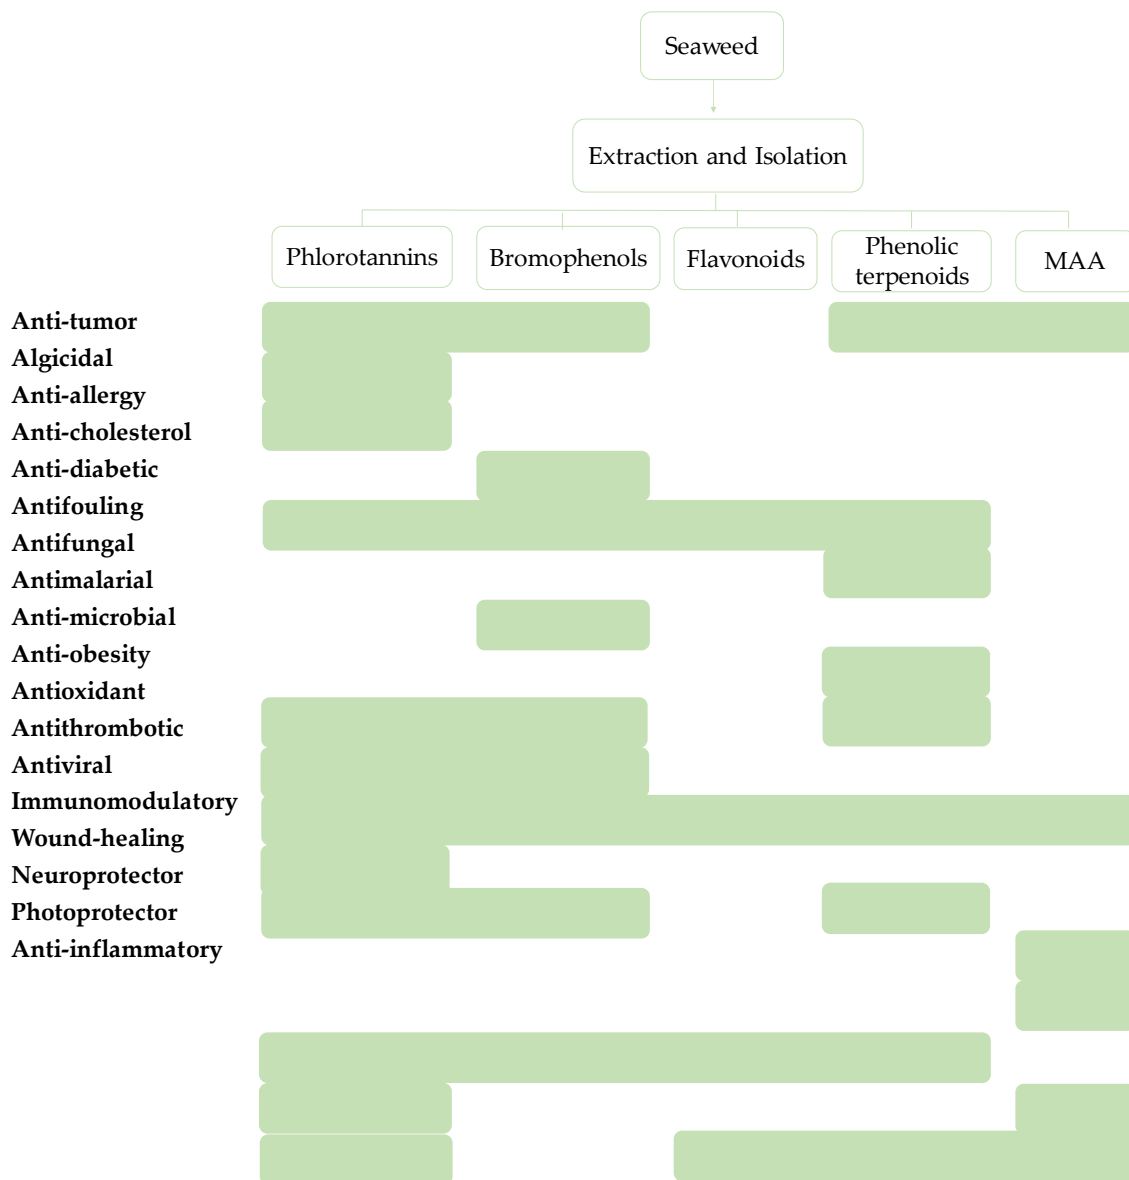 Seaweed
Extraction and Isolation
Phlorotannins
Bromophenols
Flavonoids
Phenolic
terpenoids
MAA
Anti-tumor
Algicidal
Anti-allergy
Anti-cholesterol
Anti-diabetic
Antifouling
Antifungal
Antimalarial
Anti-microbial
Anti-obesity
Antioxidant
Antithrombotic
Antiviral
Immunomodulatory
Wound-healing
Neuroprotector
Photoprotector
Anti-inflammatory